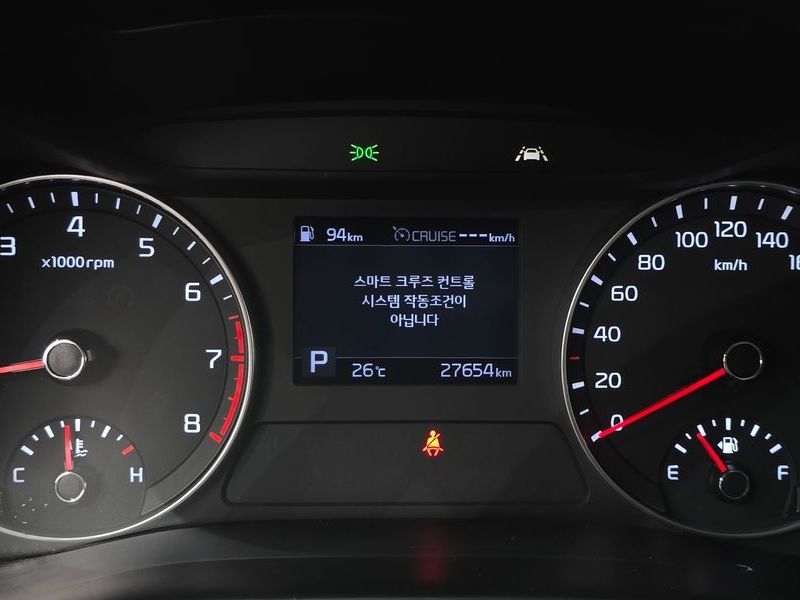 94km CRUISE ---km/h
스마트 크루즈 컨트롤
시스템 작동조건이
아닙니다
P 26℃ 27654km
3 4 5 6 7 8
x1000rpm
C H
0 20 40 60 80 100 120 140 16
km/h
E F